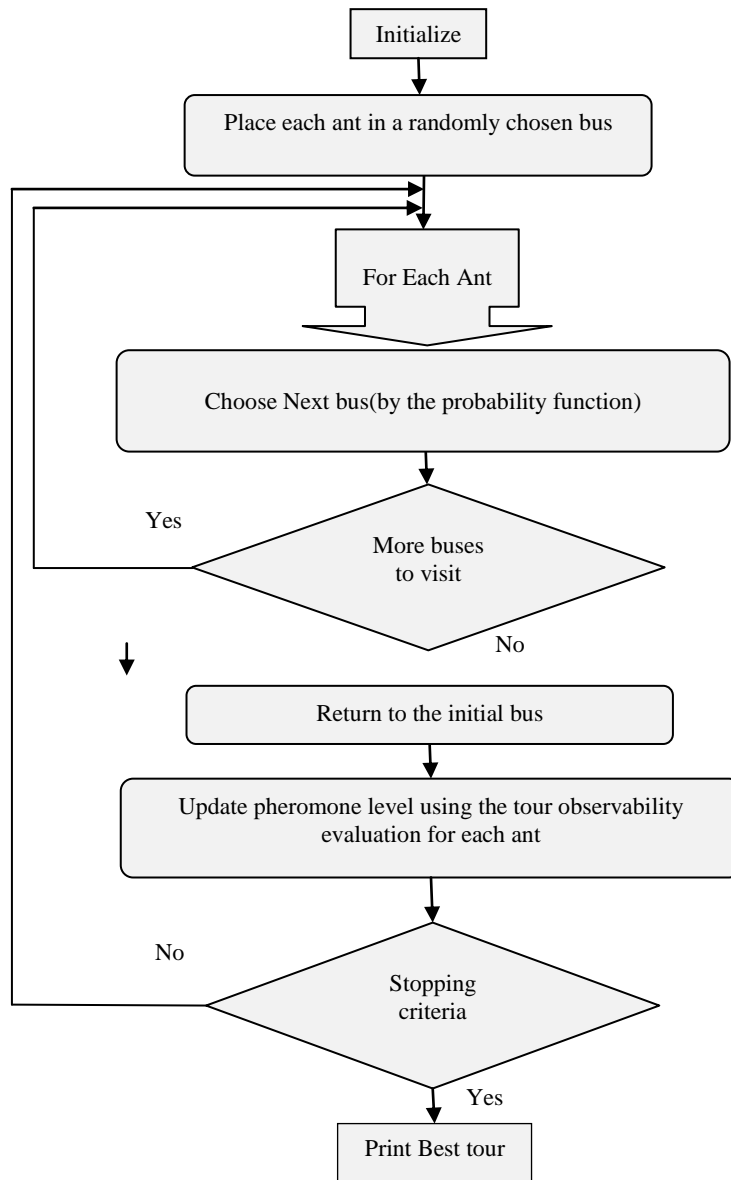 Initialize
Place each ant in a randomly chosen bus
For Each Ant
Choose Next bus(by the probability function)
Yes
More buses
to visit
No
Return to the initial bus
Update pheromone level using the tour observability
evaluation for each ant
No
Stopping
criteria
Yes
Print Best tour